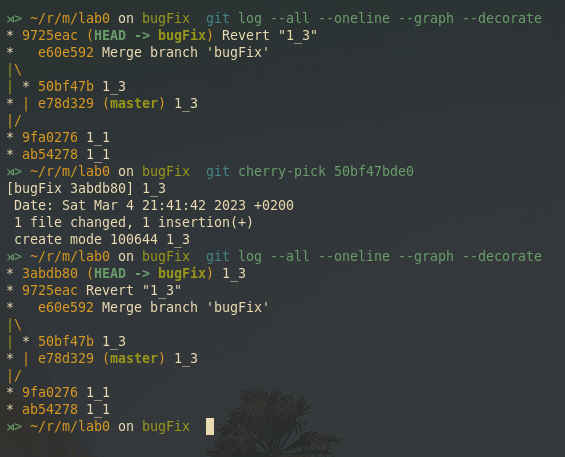 ⋊> ~/r/m/lab0 on bugFix  git log --all --oneline --graph --decorate
* 9725eac (HEAD -> bugFix) Revert "1_3"
*   e60e592 Merge branch 'bugFix'
|\
| * 50bf47b 1_3
* | e78d329 (master) 1_3
|/
* 9fa0276 1_1
* ab54278 1_1
⋊> ~/r/m/lab0 on bugFix  git cherry-pick 50bf47bde0
[bugFix 3abdb80] 1_3
 Date: Sat Mar 4 21:41:42 2023 +0200
 1 file changed, 1 insertion(+)
 create mode 100644 1_3
⋊> ~/r/m/lab0 on bugFix  git log --all --oneline --graph --decorate
* 3abdb80 (HEAD -> bugFix) 1_3
* 9725eac Revert "1_3"
*   e60e592 Merge branch 'bugFix'
|\
| * 50bf47b 1_3
* | e78d329 (master) 1_3
|/
* 9fa0276 1_1
* ab54278 1_1
⋊> ~/r/m/lab0 on bugFix